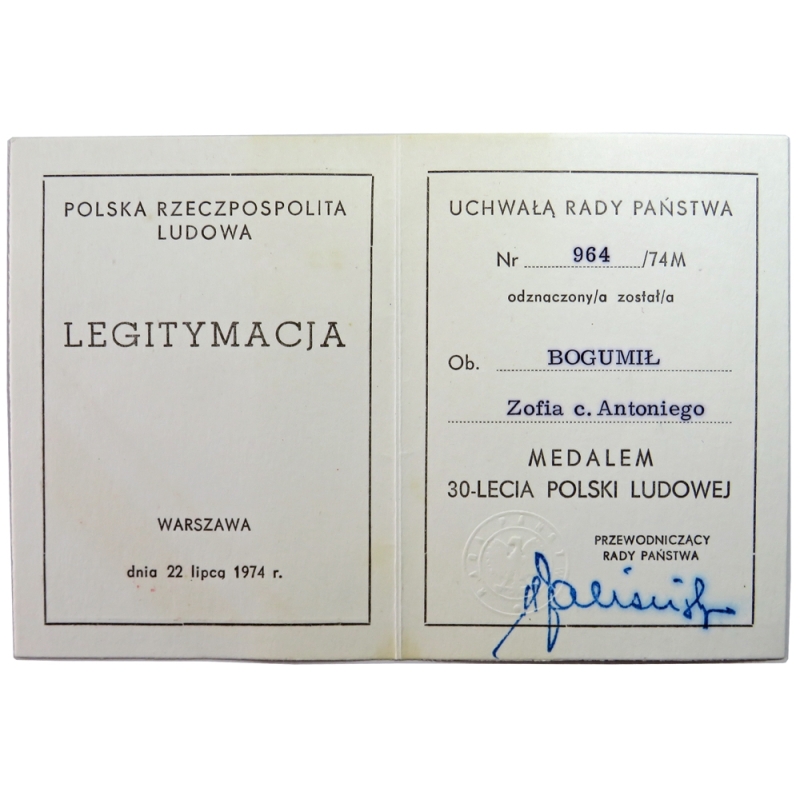 POLSKA RZECZPOSPOLITA
LUDOWA
LEGITYMACJA
WARSZAWA
dnia 22 lipca 1974 r.
UCHWAŁĄ RADY PAŃSTWA
Nr 964 /74M
odznaczony/a został/a
Ob. BOGUMIŁ
Zofia c. Antoniego
MEDALEM
30-LECIA POLSKI LUDOWEJ
PRZEWODNICZĄCY
RADY PAŃSTWA